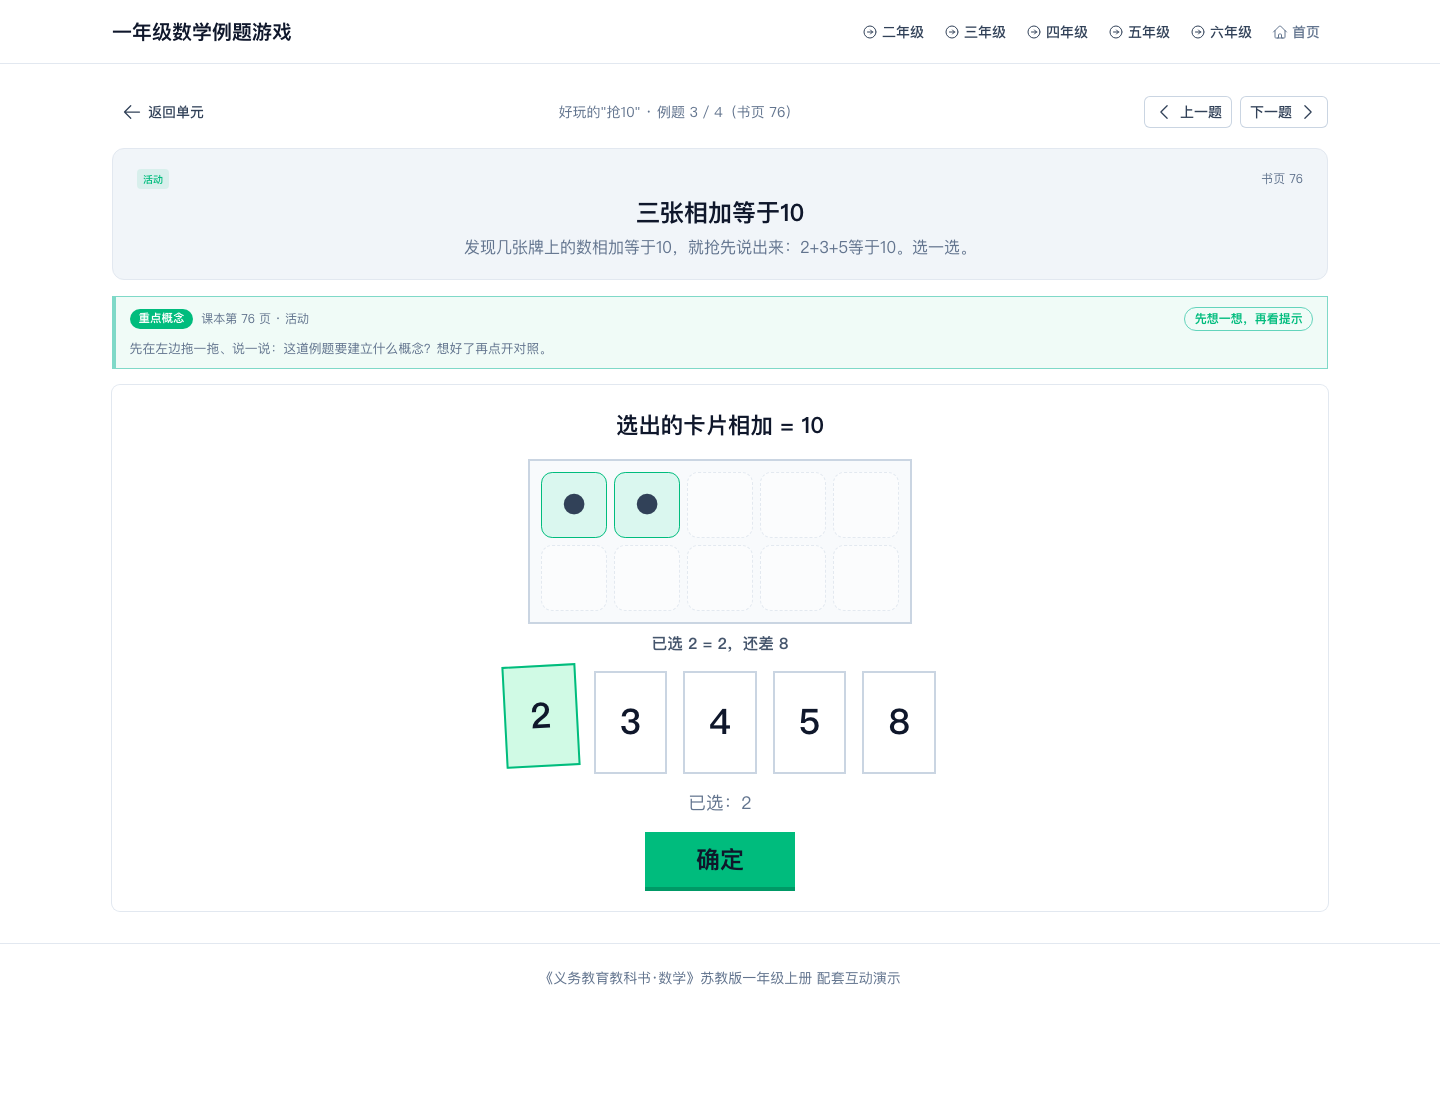 一年级数学例题游戏
二年级 三年级 四年级 五年级 六年级 首页
返回单元
好玩的"抢10" · 例题 3 / 4（书页 76）
上一题 下一题
活动
书页 76
三张相加等于10
发现几张牌上的数相加等于10，就抢先说出来：2+3+5等于10。选一选。
重点概念 课本第 76 页 · 活动
先想一想，再看提示
先在左边拖一拖、说一说：这道例题要建立什么概念？想好了再点开对照。
选出的卡片相加 = 10
已选 2 = 2，还差 8
2 3 4 5 8
已选：2
确定
《义务教育教科书·数学》苏教版一年级上册 配套互动演示